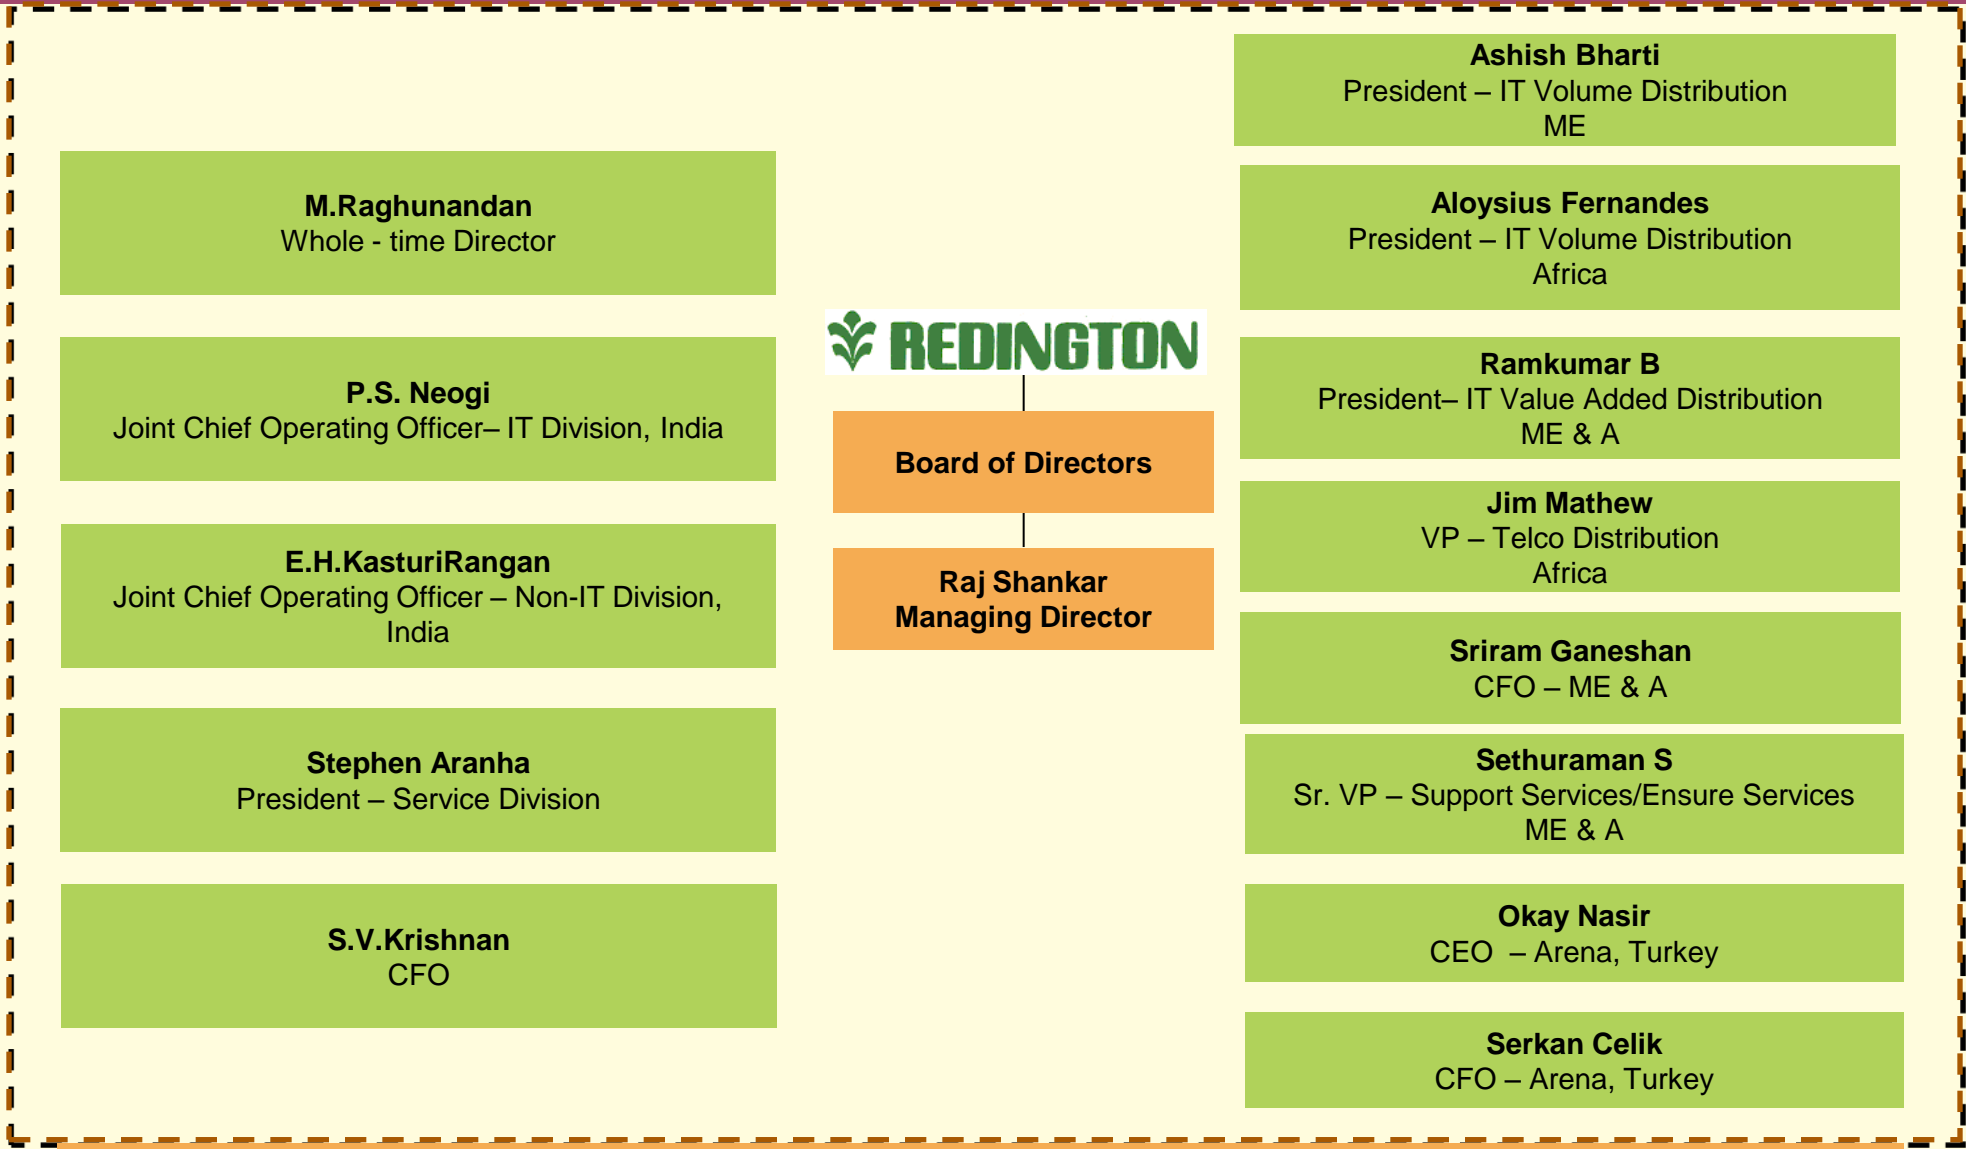 M.Raghunandan
Whole - time Director
P.S. Neogi
Joint Chief Operating Officer– IT Division, India
E.H.KasturiRangan
Joint Chief Operating Officer – Non-IT Division,
India
Stephen Aranha
President – Service Division
S.V.Krishnan
CFO
REDINGTON
Board of Directors
Raj Shankar
Managing Director
Ashish Bharti
President – IT Volume Distribution
ME
Aloysius Fernandes
President – IT Volume Distribution
Africa
Ramkumar B
President– IT Value Added Distribution
ME & A
Jim Mathew
VP – Telco Distribution
Africa
Sriram Ganeshan
CFO – ME & A
Sethuraman S
Sr. VP – Support Services/Ensure Services
ME & A
Okay Nasir
CEO  – Arena, Turkey
Serkan Celik
CFO – Arena, Turkey